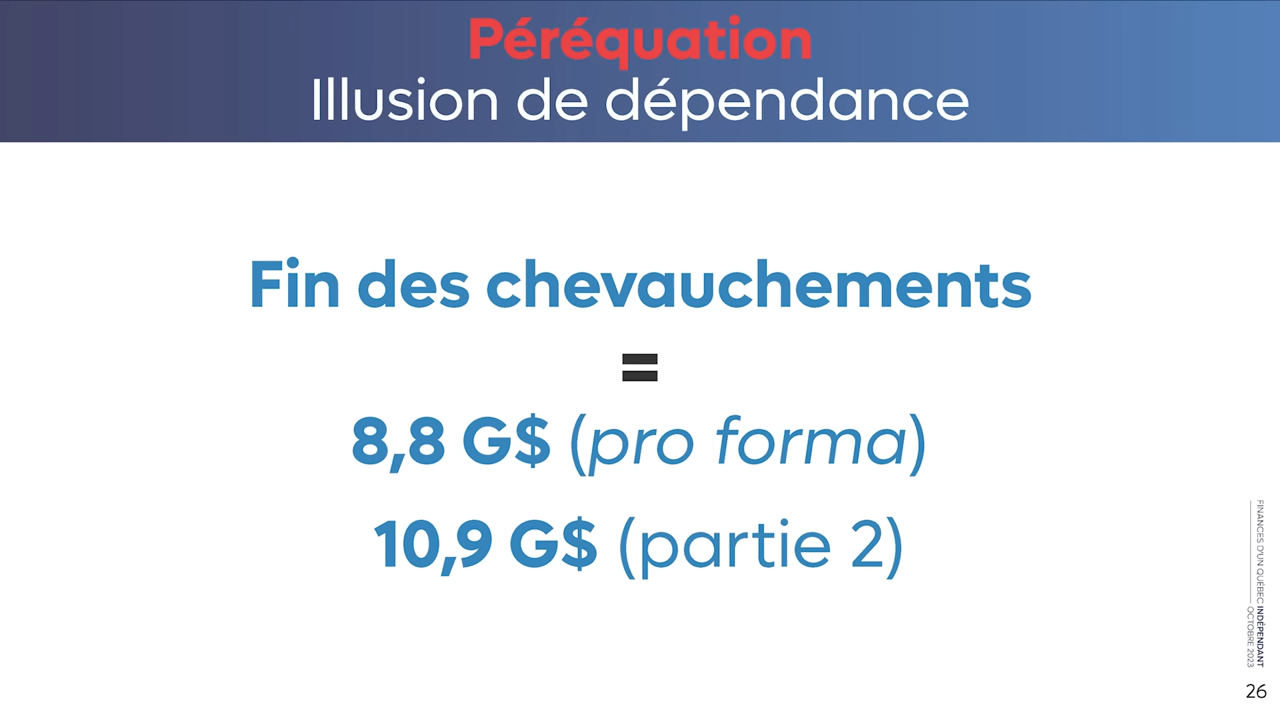 Péréquation
Illusion de dépendance
Fin des chevauchements
=
8,8 G$ (pro forma)
10,9 G$ (partie 2)
FINANCES D'UN QUÉBEC INDÉPENDANT
OCTOBRE 2023
26